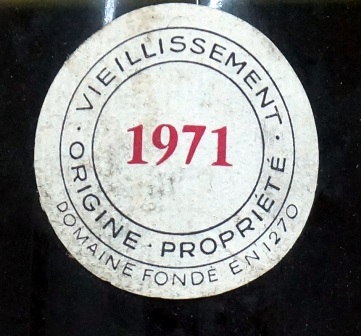 · VIEILLISSEMENT ·
1971
ORIGINE · PROPRIÉTÉ
DOMAINE FONDÉ EN 1270